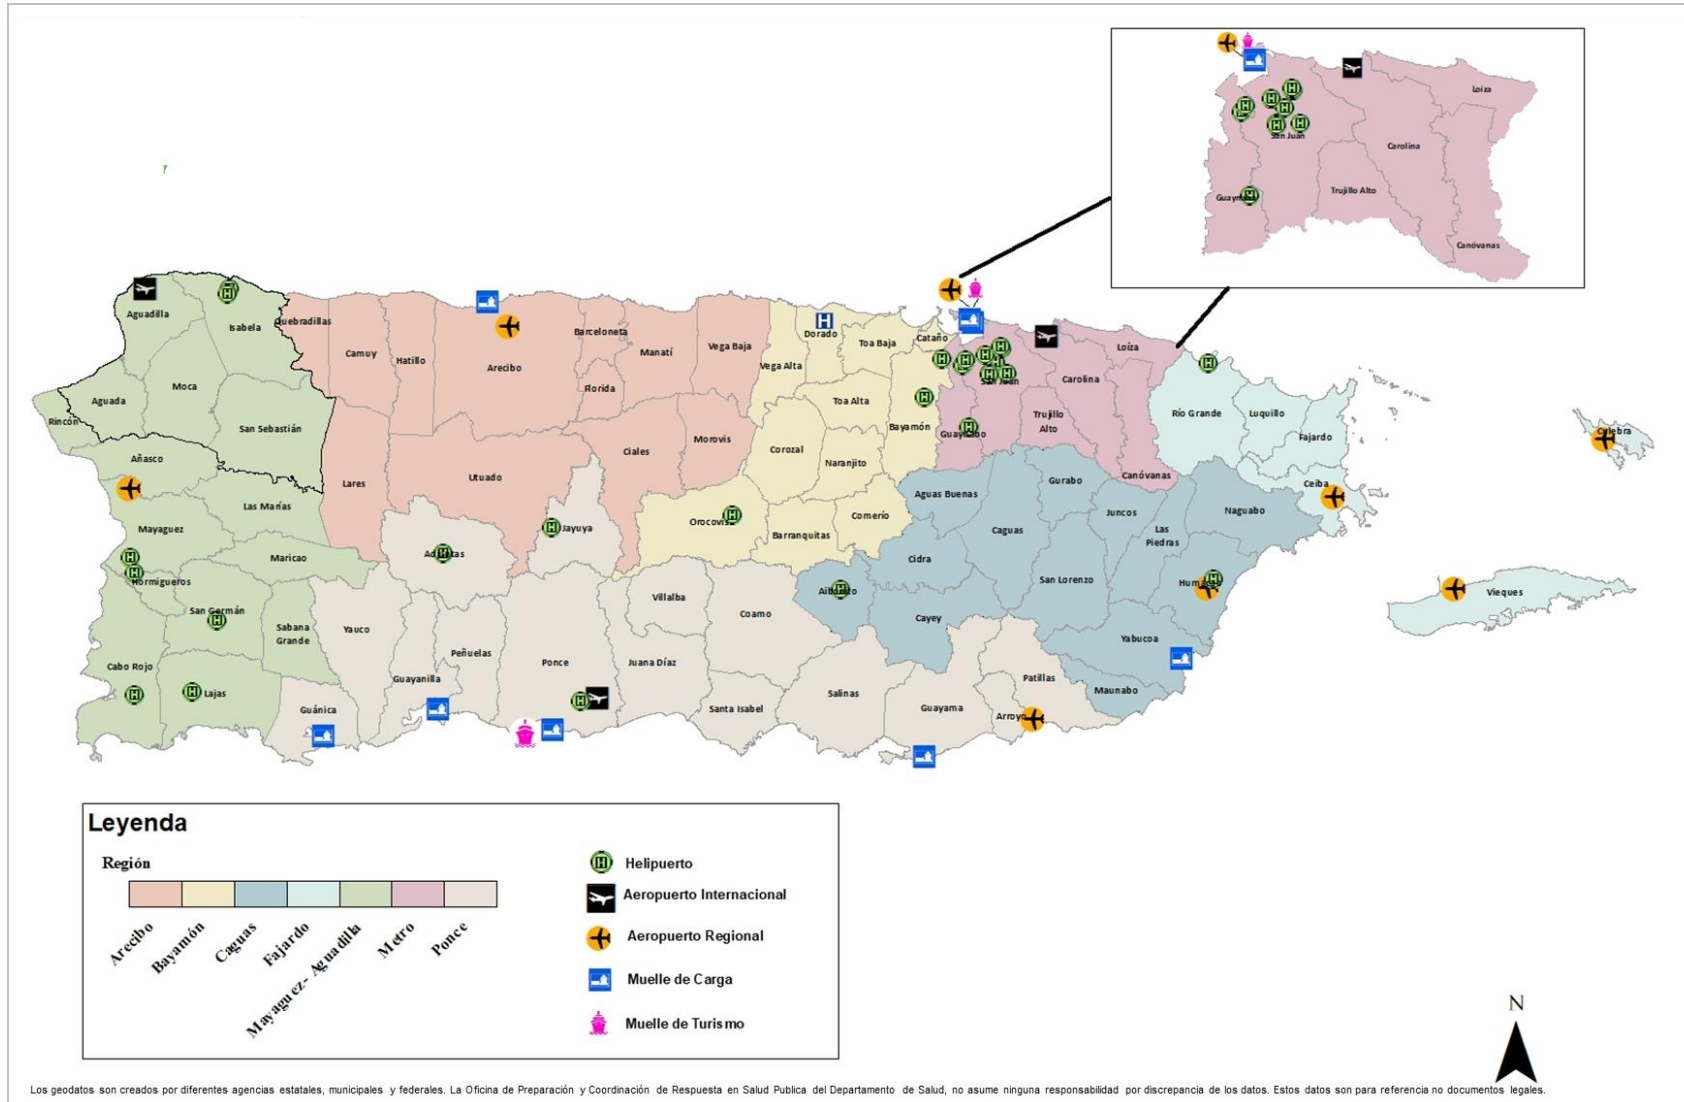 Loiza
San Juan
Carolina
Trujillo Alto
Guaynabo
Canóvanas
Aguadilla
Isabela
Quebradillas
Camuy
Hatillo
Arecibo
Barceloneta
Manatí
Vega Baja
Florida
Dorado
Toa Baja
Cataño
Vega Alta
Toa Alta
Bayamón
San Juan
Carolina
Loíza
Trujillo
Alto
Guaynabo
Canóvanas
Río Grande
Luquillo
Fajardo
Ceiba
Culebra
Vieques
Moca
Aguada
Rincón
San Sebastián
Añasco
Las Marías
Mayaguez
Maricao
Hormigueros
San Germán
Sabana
Grande
Cabo Rojo
Lajas
Lares
Utuado
Ciales
Morovis
Corozal
Naranjito
Orocovis
Barranquitas
Comerío
Aguas Buenas
Gurabo
Caguas
Juncos
Las
Piedras
Naguabo
Cidra
San Lorenzo
Humacao
Aibonito
Cayey
Yabucoa
Maunabo
Adjuntas
Jayuya
Yauco
Guánica
Guayanilla
Peñuelas
Ponce
Villalba
Juana Díaz
Coamo
Santa Isabel
Salinas
Guayama
Arroyo
Patillas
Leyenda
Región
Arecibo
Bayamón
Caguas
Fajardo
Mayaguez- Aguadilla
Metro
Ponce
Helipuerto
Aeropuerto Internacional
Aeropuerto Regional
Muelle de Carga
Muelle de Turismo
N
Los geodatos son creados por diferentes agencias estatales, municipales y federales. La Oficina de Preparación y Coordinación de Respuesta en Salud Publica del Departamento de Salud, no asume ninguna responsabilidad por discrepancia de los datos. Estos datos son para referencia no documentos legales.